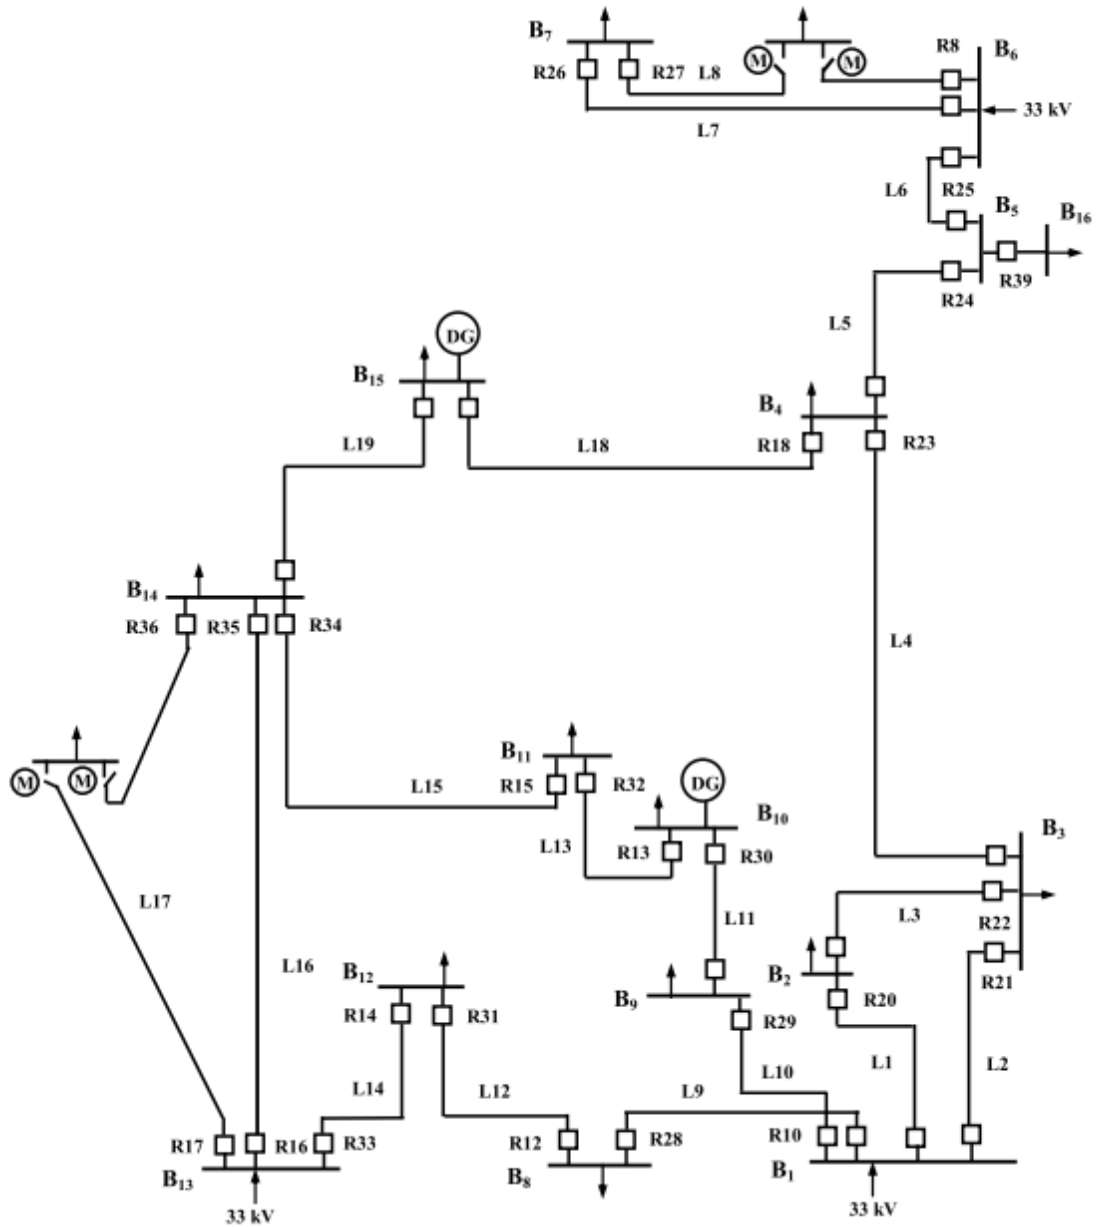 B7
R26
R27
L8
M
M
R8
B6
L7
33 kV
L6
R25
B5
B16
R39
R24
L5
DG
B15
B4
L19
L18
R18
R23
B14
R36
R35
R34
L4
M
M
B11
DG
R15
R32
L15
B10
B3
L13
R13
R30
L17
L11
L3
R22
L16
B12
B2
R21
B9
R20
R14
R31
R29
L1
L2
L14
L12
L9
L10
R17
R16
R33
R12
R28
R10
B13
B8
B1
33 kV
33 kV